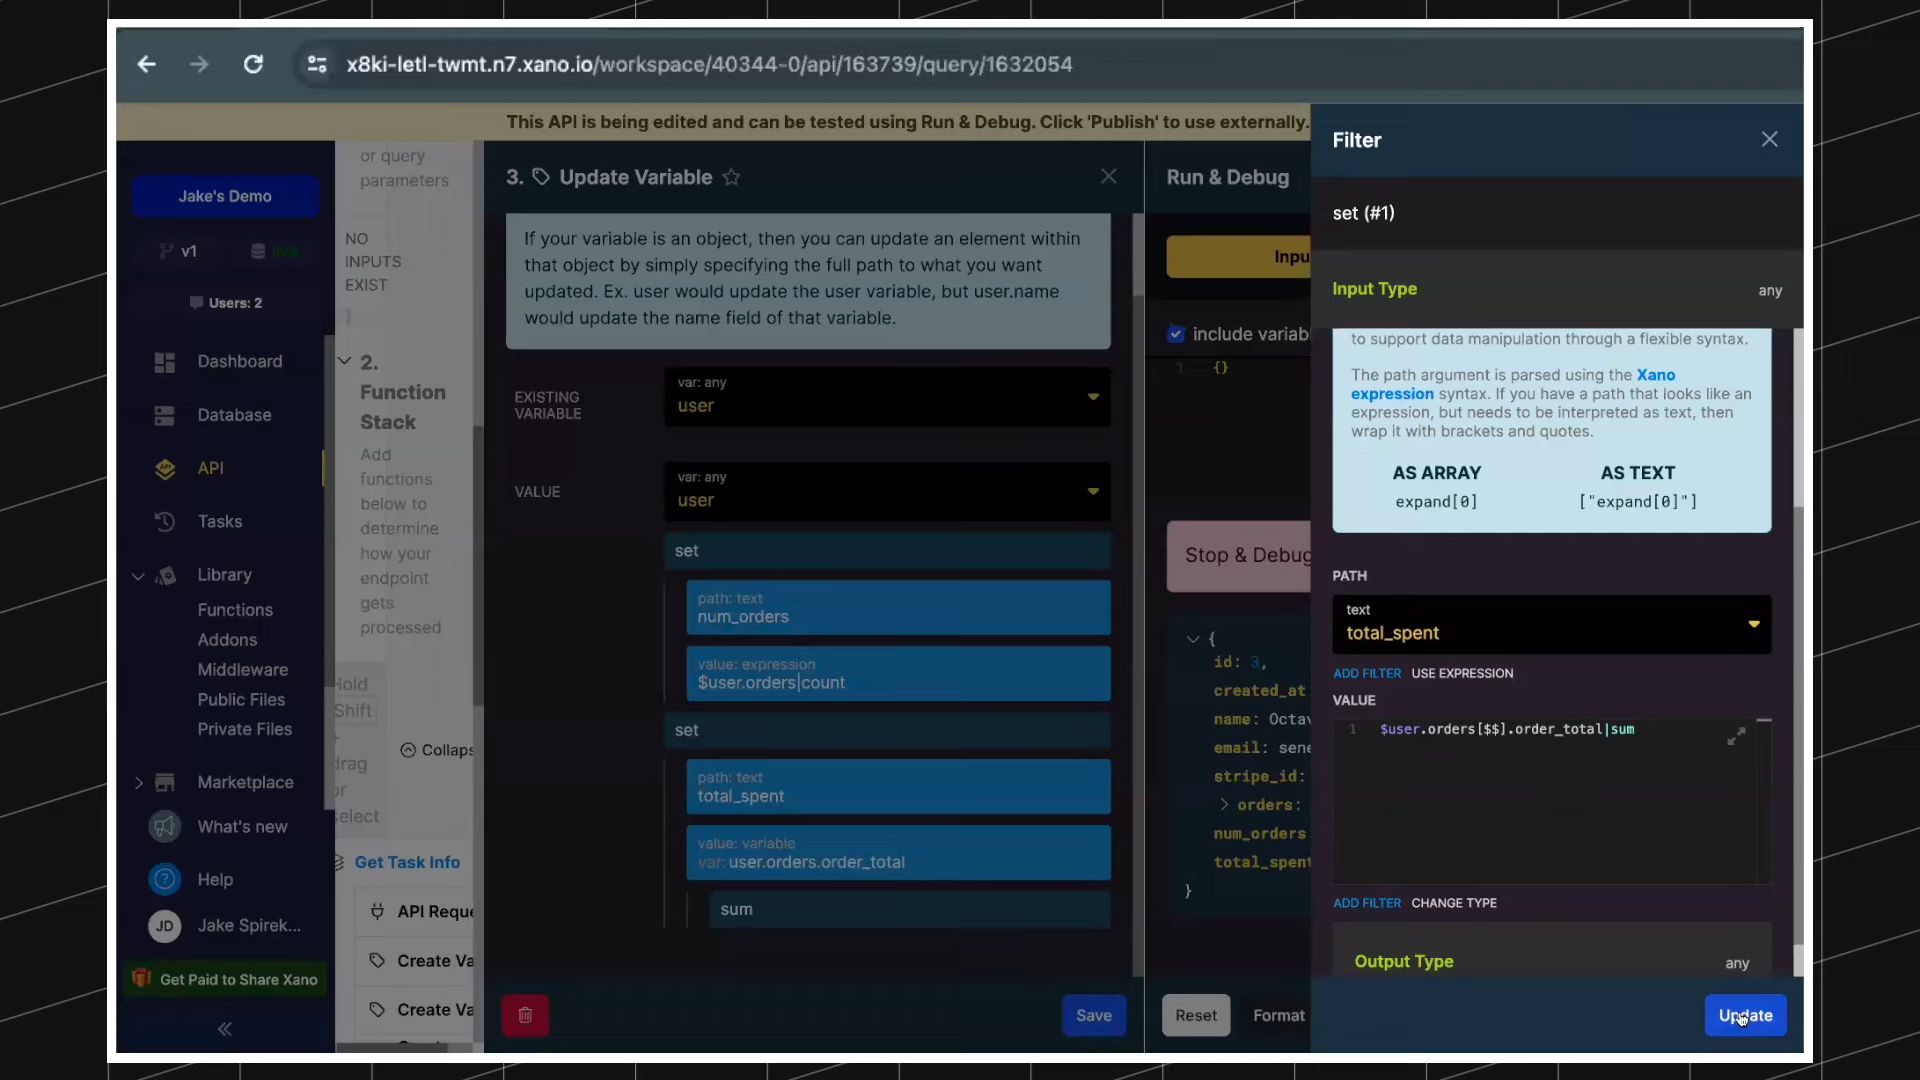 x8ki-letl-twmt.n7.xano.io/workspace/40344-0/api/163739/query/1632054
This API is being edited and can be tested using Run & Debug. Click 'Publish' to use externally.
Jake's Demo
v1
live
Users: 2
Dashboard
Database
API
Tasks
Library
Functions
Addons
Middleware
Public Files
Private Files
Marketplace
What's new
Help
JD
Jake Spirek...
Get Paid to Share Xano
or query
parameters
NO
INPUTS
EXIST
2.
Function
Stack
Add
functions
below to
determine
how your
endpoint
gets
processed
Hold
Shift
+
drag
or
select
Collaps
Get Task Info
API Reque
Create Va
Create Va
3. Update Variable
If your variable is an object, then you can update an element within
that object by simply specifying the full path to what you want
updated. Ex. user would update the user variable, but user.name
would update the name field of that variable.
EXISTING
VARIABLE
var: any
user
VALUE
var: any
user
set
path: text
num_orders
value: expression
$user.orders|count
set
path: text
total_spent
value: variable
var: user.orders.order_total
sum
Save
Run & Debug
Inpu
include variabl
1 {}
Stop & Debug
{
id: 3,
created_at
name: Octav
email: sene
stripe_id:
orders:
num_orders
total_spent
}
Reset
Format
Filter
set (#1)
Input Type
any
to support data manipulation through a flexible syntax.
The path argument is parsed using the Xano
expression syntax. If you have a path that looks like an
expression, but needs to be interpreted as text, then
wrap it with brackets and quotes.
AS ARRAY AS TEXT
expand[0] ["expand[0]"]
PATH
text
total_spent
ADD FILTER USE EXPRESSION
VALUE
1 $user.orders[$$].order_total|sum
ADD FILTER CHANGE TYPE
Output Type
any
Update